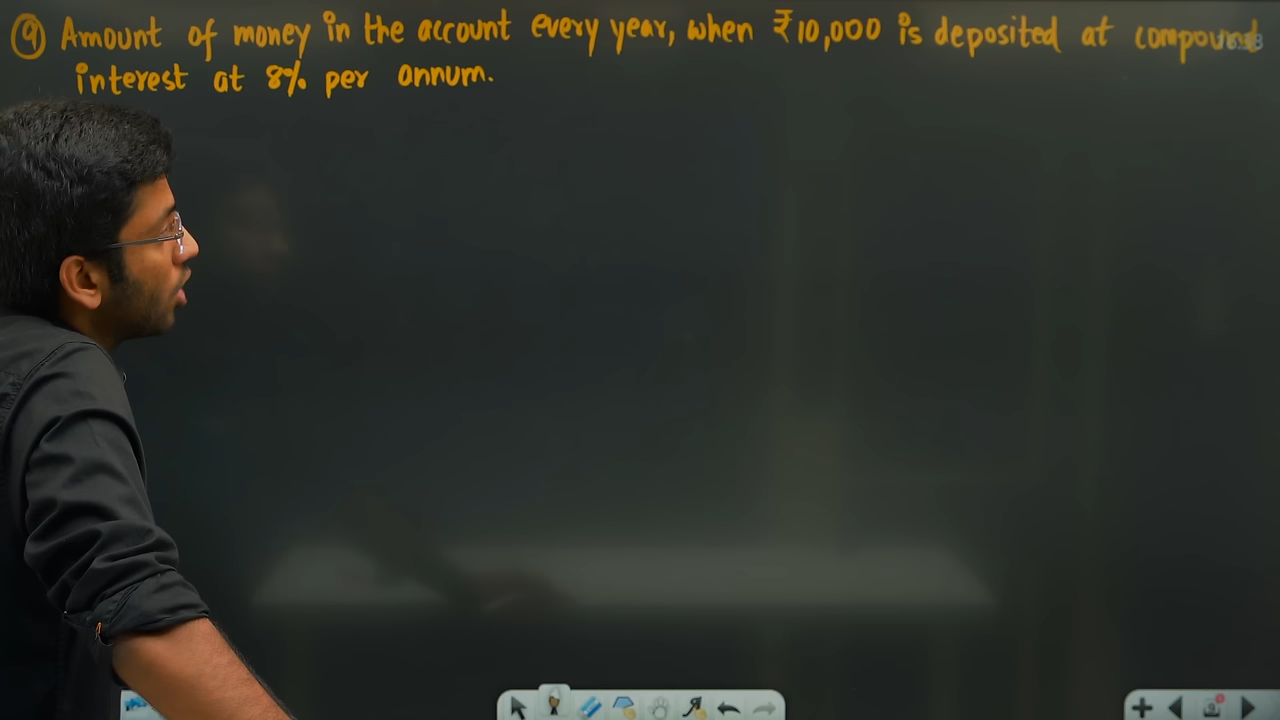 9 Amount of money in the account every year, when ₹10,000 is deposited at compound
interest at 8% per annum.